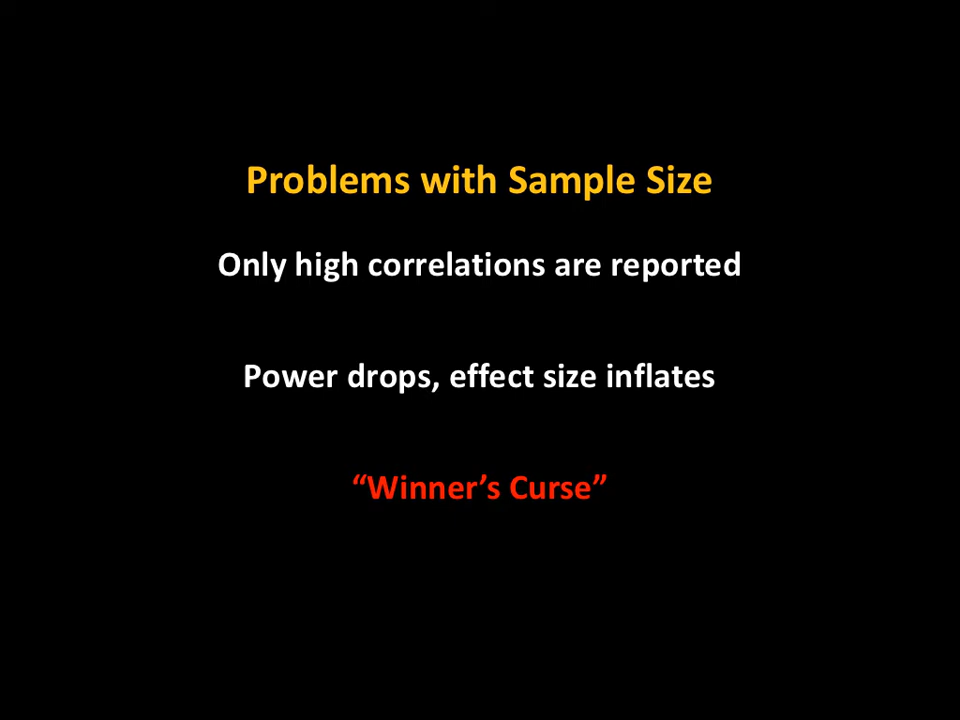 Problems with Sample Size
Only high correlations are reported
Power drops, effect size inflates
“Winner’s Curse”